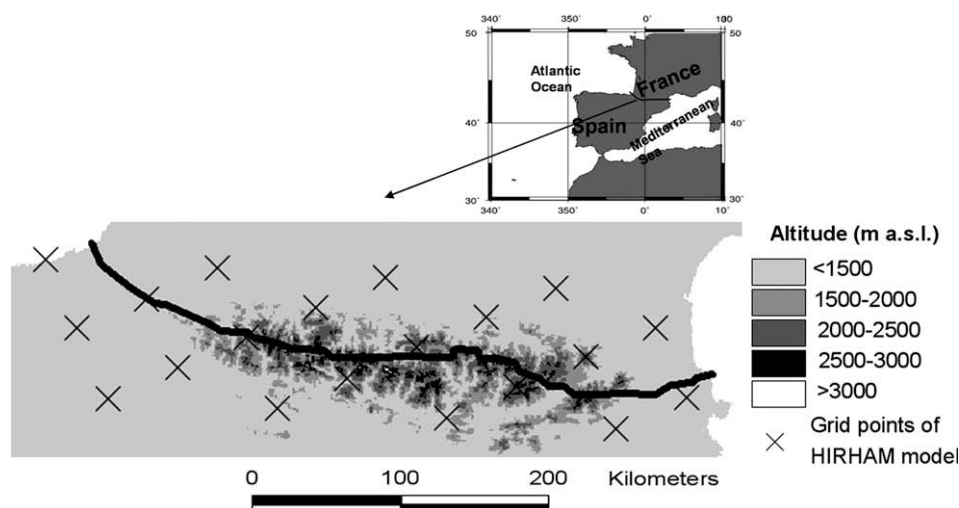 340˚ 350˚ 0˚ 100
50 50
Atlantic
Ocean
France
40 40
Spain
Mediterranean
Sea
30˚ 30˚
340˚ 350˚ 0˚ 10˚
Altitude (m a.s.l.)
<1500
1500-2000
2000-2500
2500-3000
>3000
Grid points of
HIRHAM model
0 100 200 Kilometers